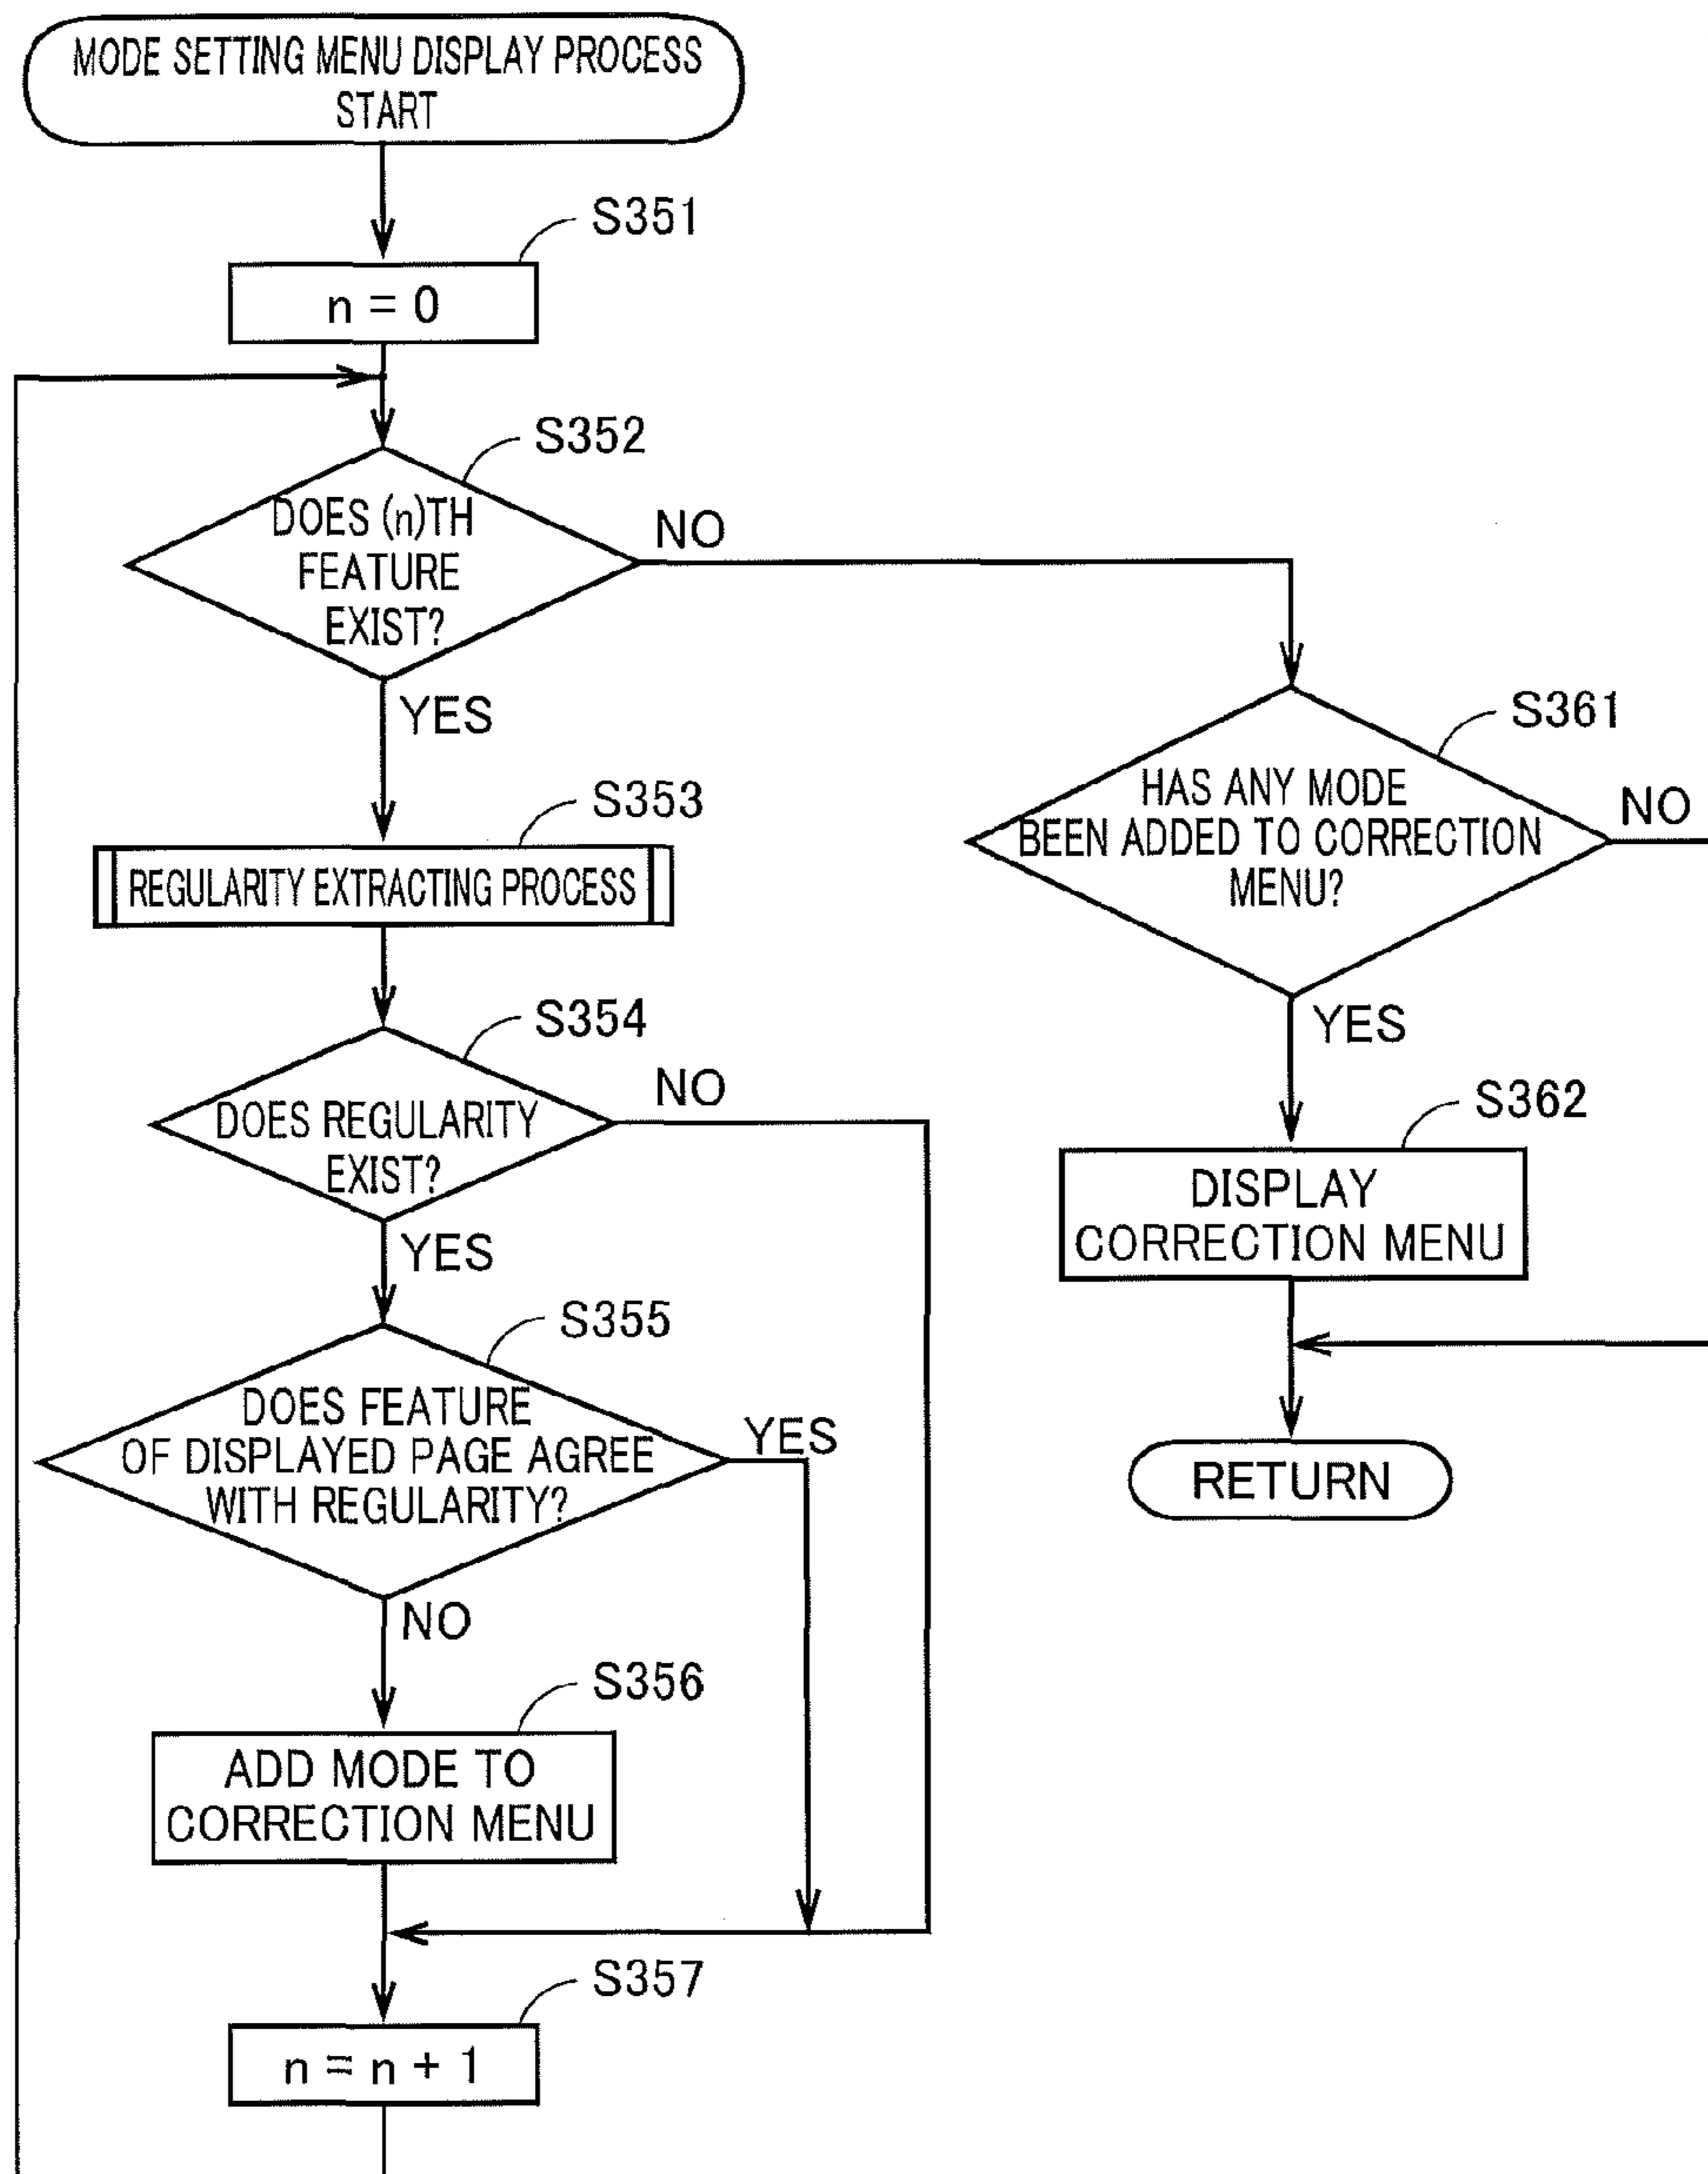 MODE SETTING MENU DISPLAY PROCESS
START
S351
n = 0
S352
DOES (n)TH
FEATURE
EXIST?
NO
YES
S353
REGULARITY EXTRACTING PROCESS
S354
DOES REGULARITY
EXIST?
NO
YES
S355
DOES FEATURE
OF DISPLAYED PAGE AGREE
WITH REGULARITY?
YES
NO
S356
ADD MODE TO
CORRECTION MENU
S357
n = n + 1
S361
HAS ANY MODE
BEEN ADDED TO CORRECTION
MENU?
NO
YES
S362
DISPLAY
CORRECTION MENU
RETURN